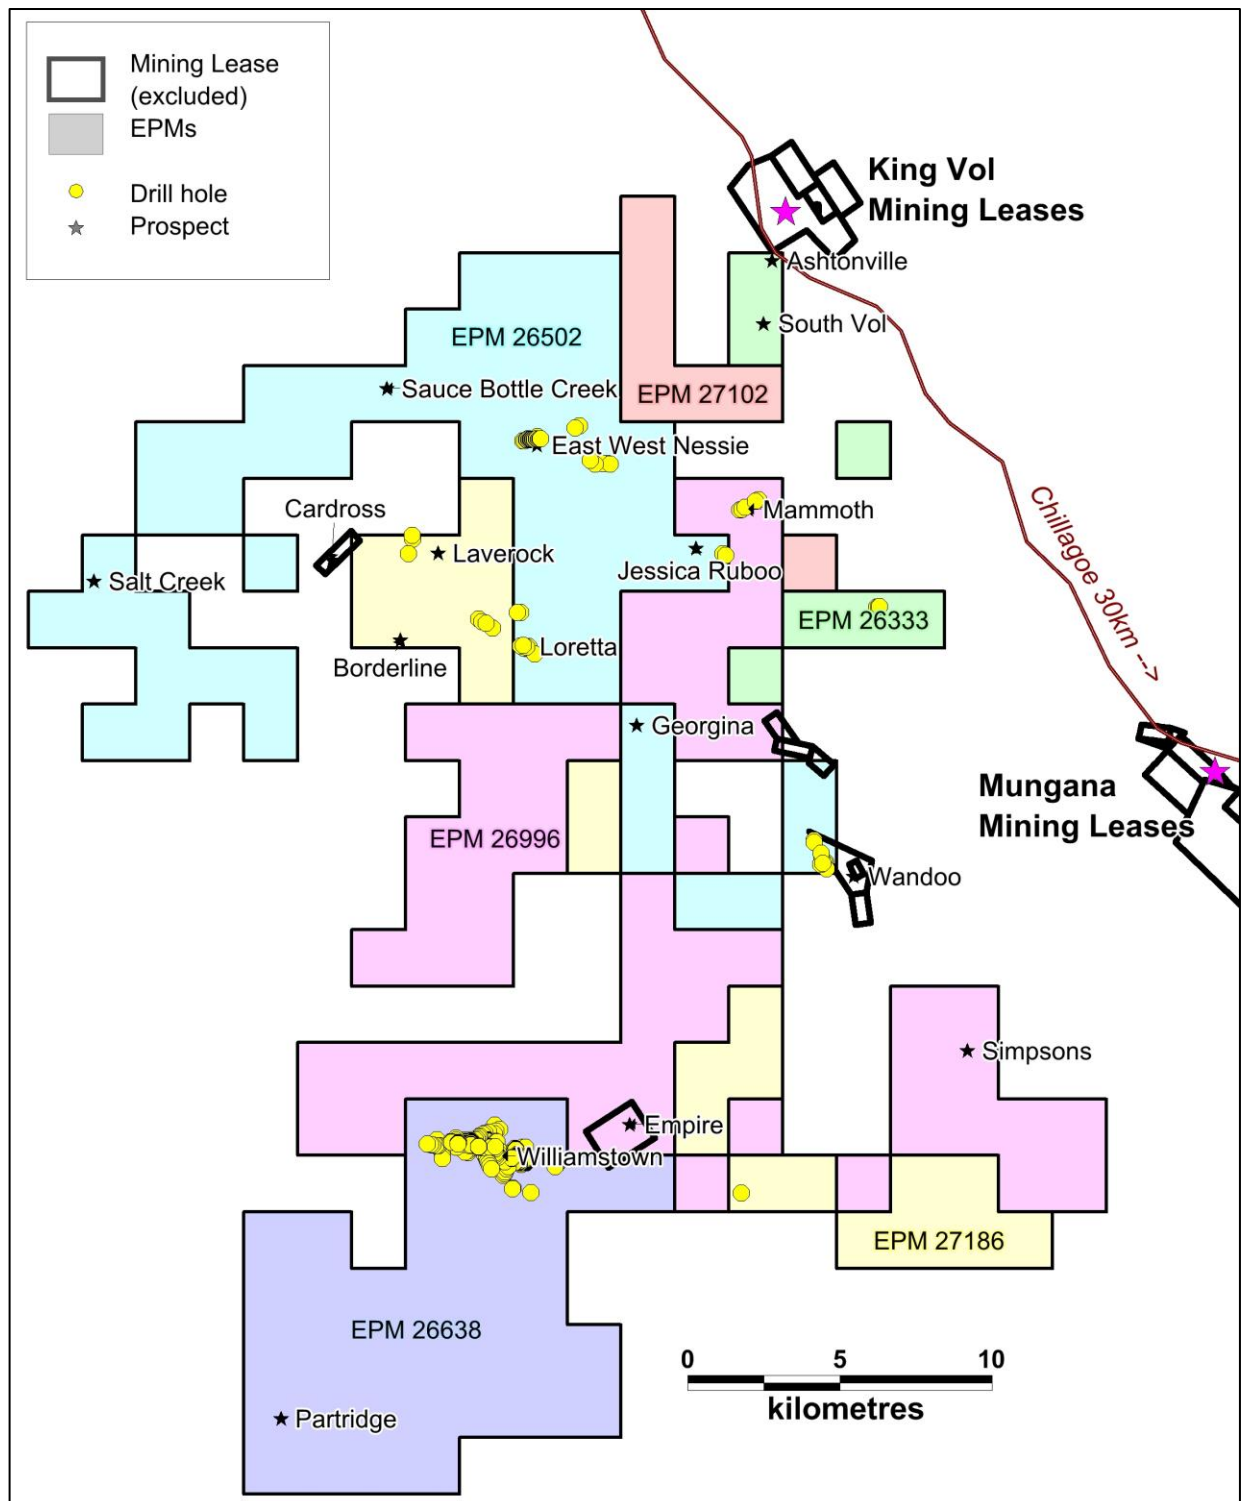 Mining Lease
(excluded)
EPMs
Drill hole
Prospect
King Vol
Mining Leases
Ashtonville
South Vol
EPM 26502
Sauce Bottle Creek
EPM 27102
East West Nessie
Cardross
Mammoth
Laverock
Jessica Ruboo
Salt Creek
Chillagoe 30km -->
EPM 26333
Loretta
Borderline
Georgina
Mungana
Mining Leases
EPM 26996
Wandoo
Simpsons
Empire
Williamstown
EPM 27186
EPM 26638
0 5 10
kilometres
Partridge